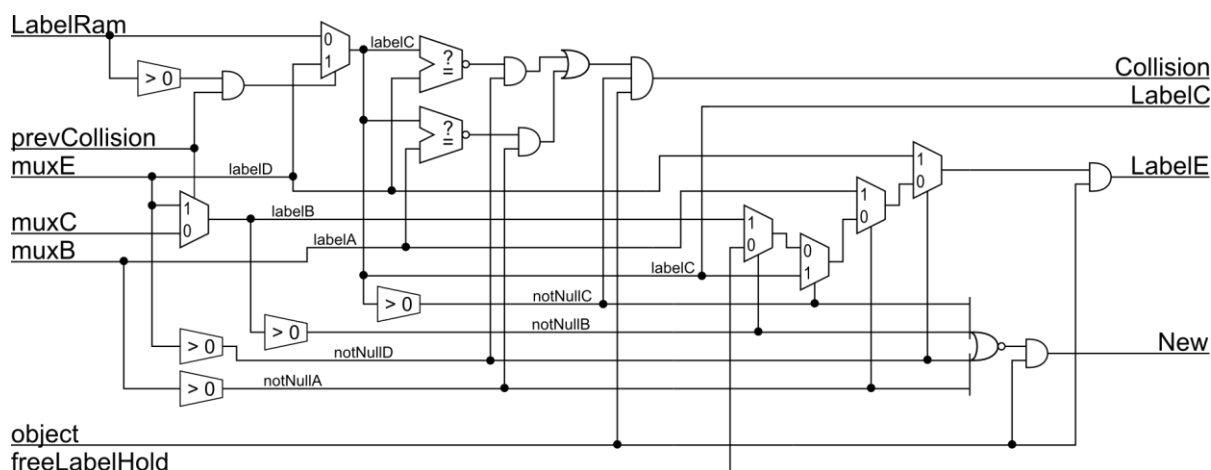 LabelRam
0
1
labelC
?
=
> 0
Collision
LabelC
?
=
prevCollision
muxE
labelD
1
0
LabelE
1
0
muxC
labelB
1
0
1
0
muxB
labelA
0
1
labelC
> 0
notNullC
> 0
notNullB
> 0
notNullD
New
> 0
notNullA
object
freeLabelHold